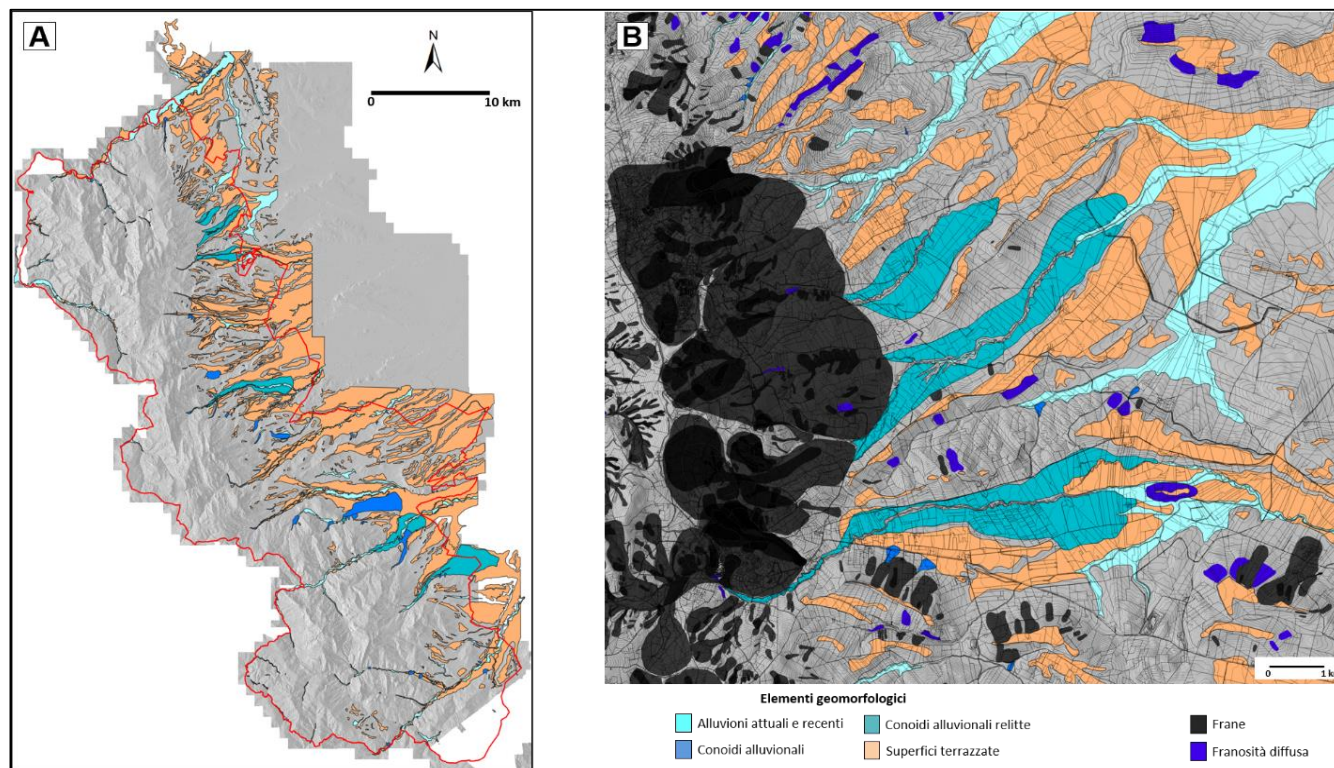 A
N
10 km
B
0 1 k
Elementi geomorfologici
Alluvioni attuali e recenti
Conoidi alluvionali relitte
Frane
Conoidi alluvionali
Superfici terrazzate
Franosità diffusa